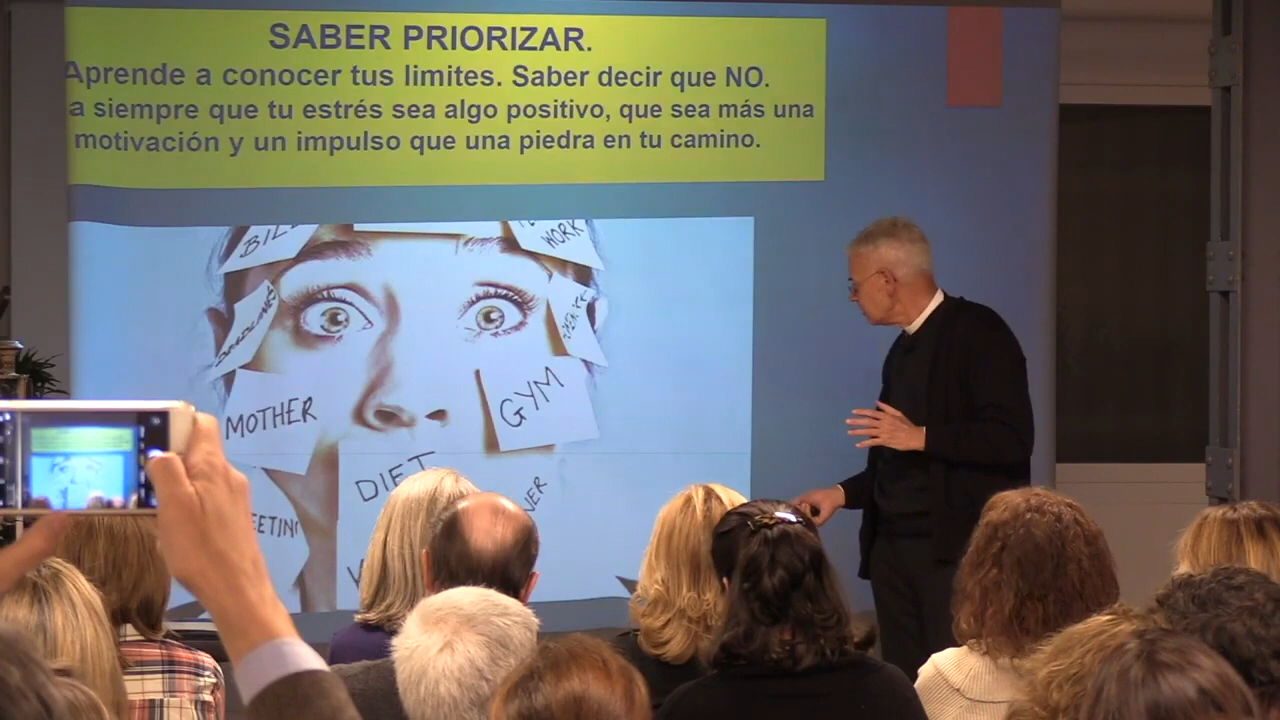 SABER PRIORIZAR.
Aprende a conocer tus limites. Saber decir que NO.
a siempre que tu estrés sea algo positivo, que sea más una
motivación y un impulso que una piedra en tu camino.
WORK
DEADLINES
MOTHER
GYM
DIET